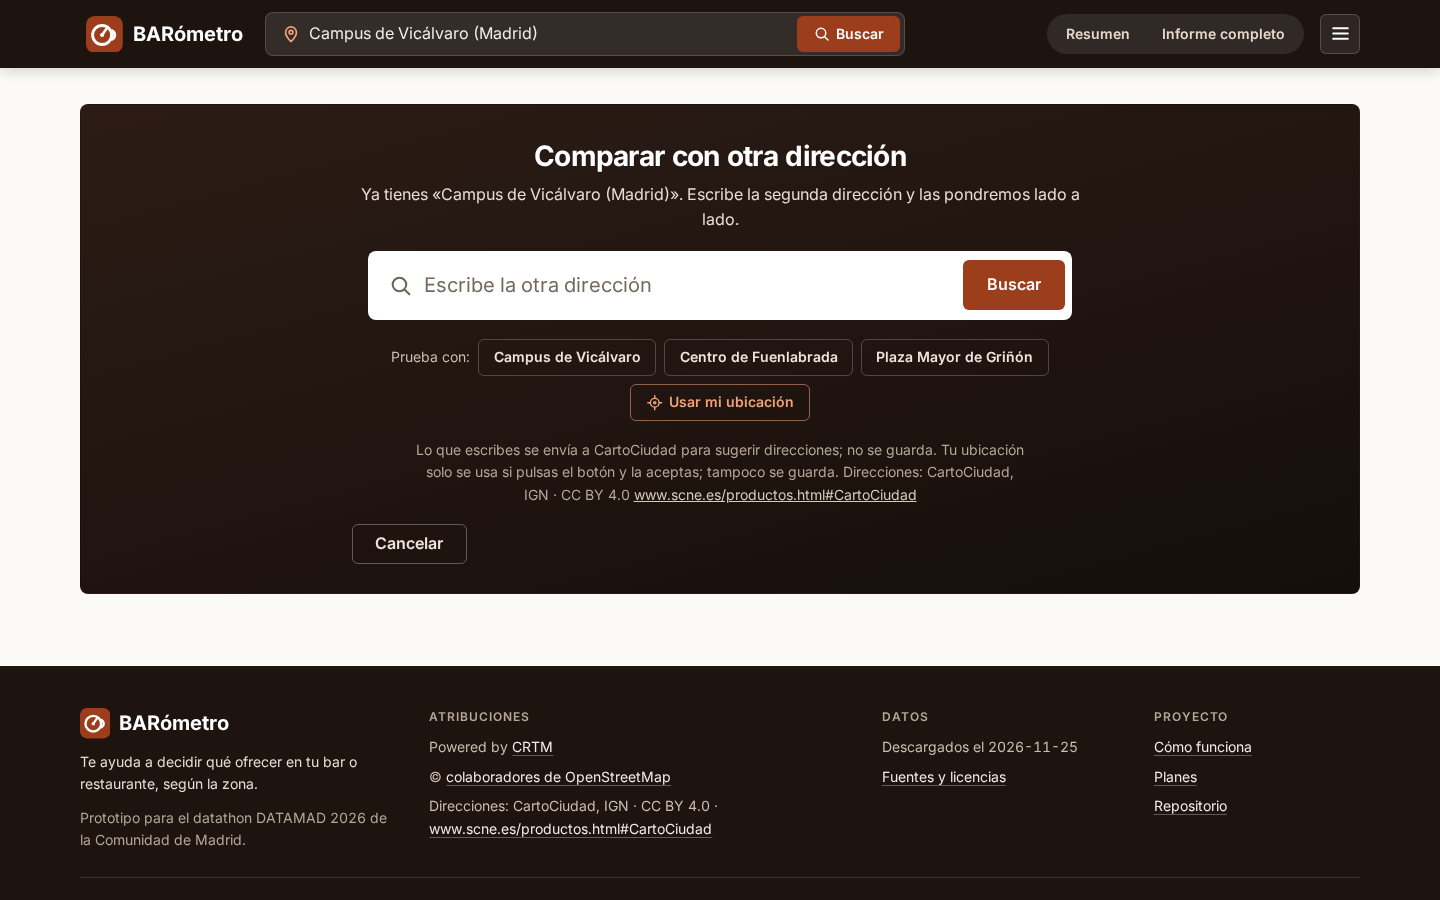 BARómetro
Campus de Vicálvaro (Madrid)
Buscar
Resumen
Informe completo
Comparar con otra dirección
Ya tienes «Campus de Vicálvaro (Madrid)». Escribe la segunda dirección y las pondremos lado a
lado.
Escribe la otra dirección
Buscar
Prueba con:
Campus de Vicálvaro
Centro de Fuenlabrada
Plaza Mayor de Griñón
Usar mi ubicación
Lo que escribes se envía a CartoCiudad para sugerir direcciones; no se guarda. Tu ubicación
solo se usa si pulsas el botón y la aceptas; tampoco se guarda. Direcciones: CartoCiudad,
IGN · CC BY 4.0 www.scne.es/productos.html#CartoCiudad
Cancelar
BARómetro
Te ayuda a decidir qué ofrecer en tu bar o
restaurante, según la zona.
Prototipo para el datathon DATAMAD 2026 de
la Comunidad de Madrid.
ATRIBUCIONES
Powered by CRTM
© colaboradores de OpenStreetMap
Direcciones: CartoCiudad, IGN · CC BY 4.0 ·
www.scne.es/productos.html#CartoCiudad
DATOS
Descargados el 2026-11-25
Fuentes y licencias
PROYECTO
Cómo funciona
Planes
Repositorio